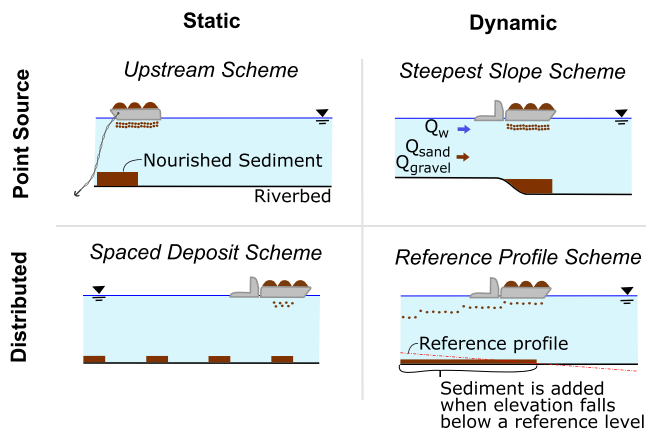 Static
Dynamic
Point Source
Upstream Scheme
Nourished Sediment
Riverbed
Steepest Slope Scheme
Qw
Qsand
Qgravel
Distributed
Spaced Deposit Scheme
Reference Profile Scheme
Reference profile
Sediment is added
when elevation falls
below a reference level